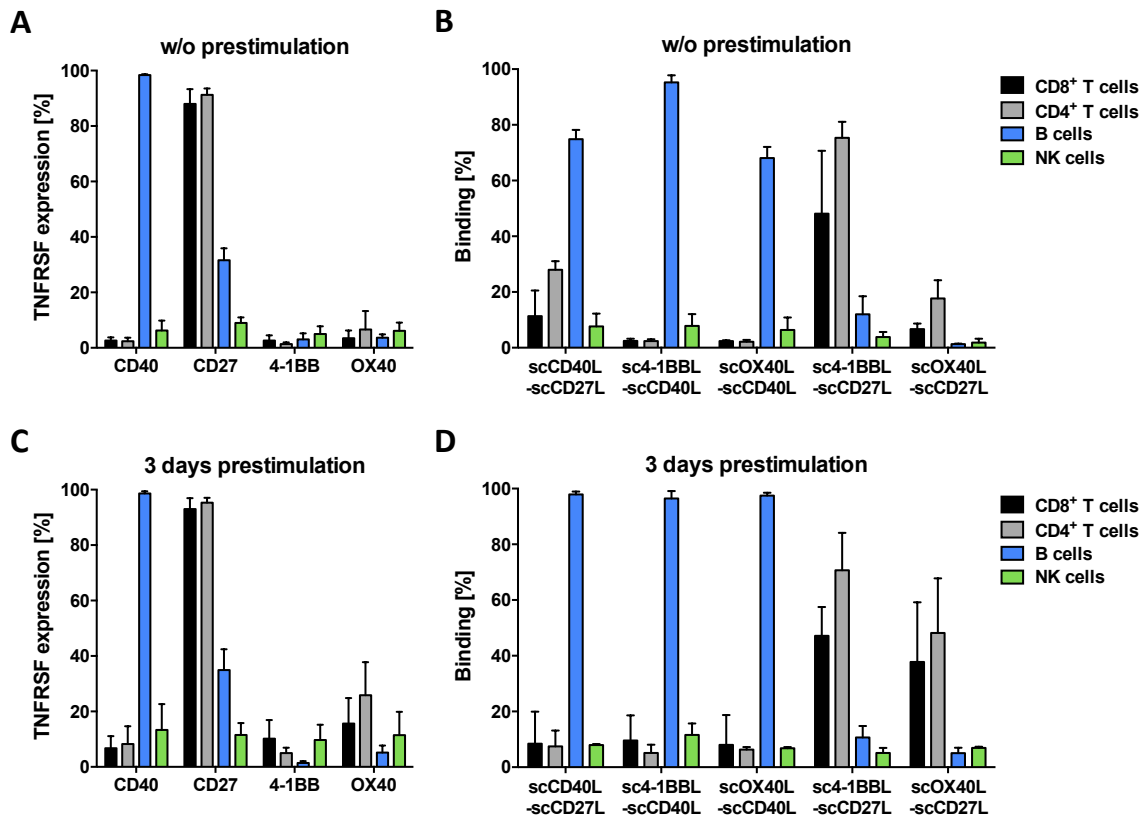 A
w/o prestimulation
TNFRSF expression [%]
100
80
60
40
20
0
CD40 CD27 4-1BB OX40
B
w/o prestimulation
Binding [%]
100
80
60
40
20
0
scCD40L sc4-1BBL scOX40L sc4-1BBL scOX40L
-scCD27L -scCD40L -scCD40L -scCD27L -scCD27L
CD8+ T cells
CD4+ T cells
B cells
NK cells
C
3 days prestimulation
TNFRSF expression [%]
100
80
60
40
20
0
CD40 CD27 4-1BB OX40
D
3 days prestimulation
Binding [%]
100
80
60
40
20
0
scCD40L sc4-1BBL scOX40L sc4-1BBL scOX40L
-scCD27L -scCD40L -scCD40L -scCD27L -scCD27L
CD8+ T cells
CD4+ T cells
B cells
NK cells